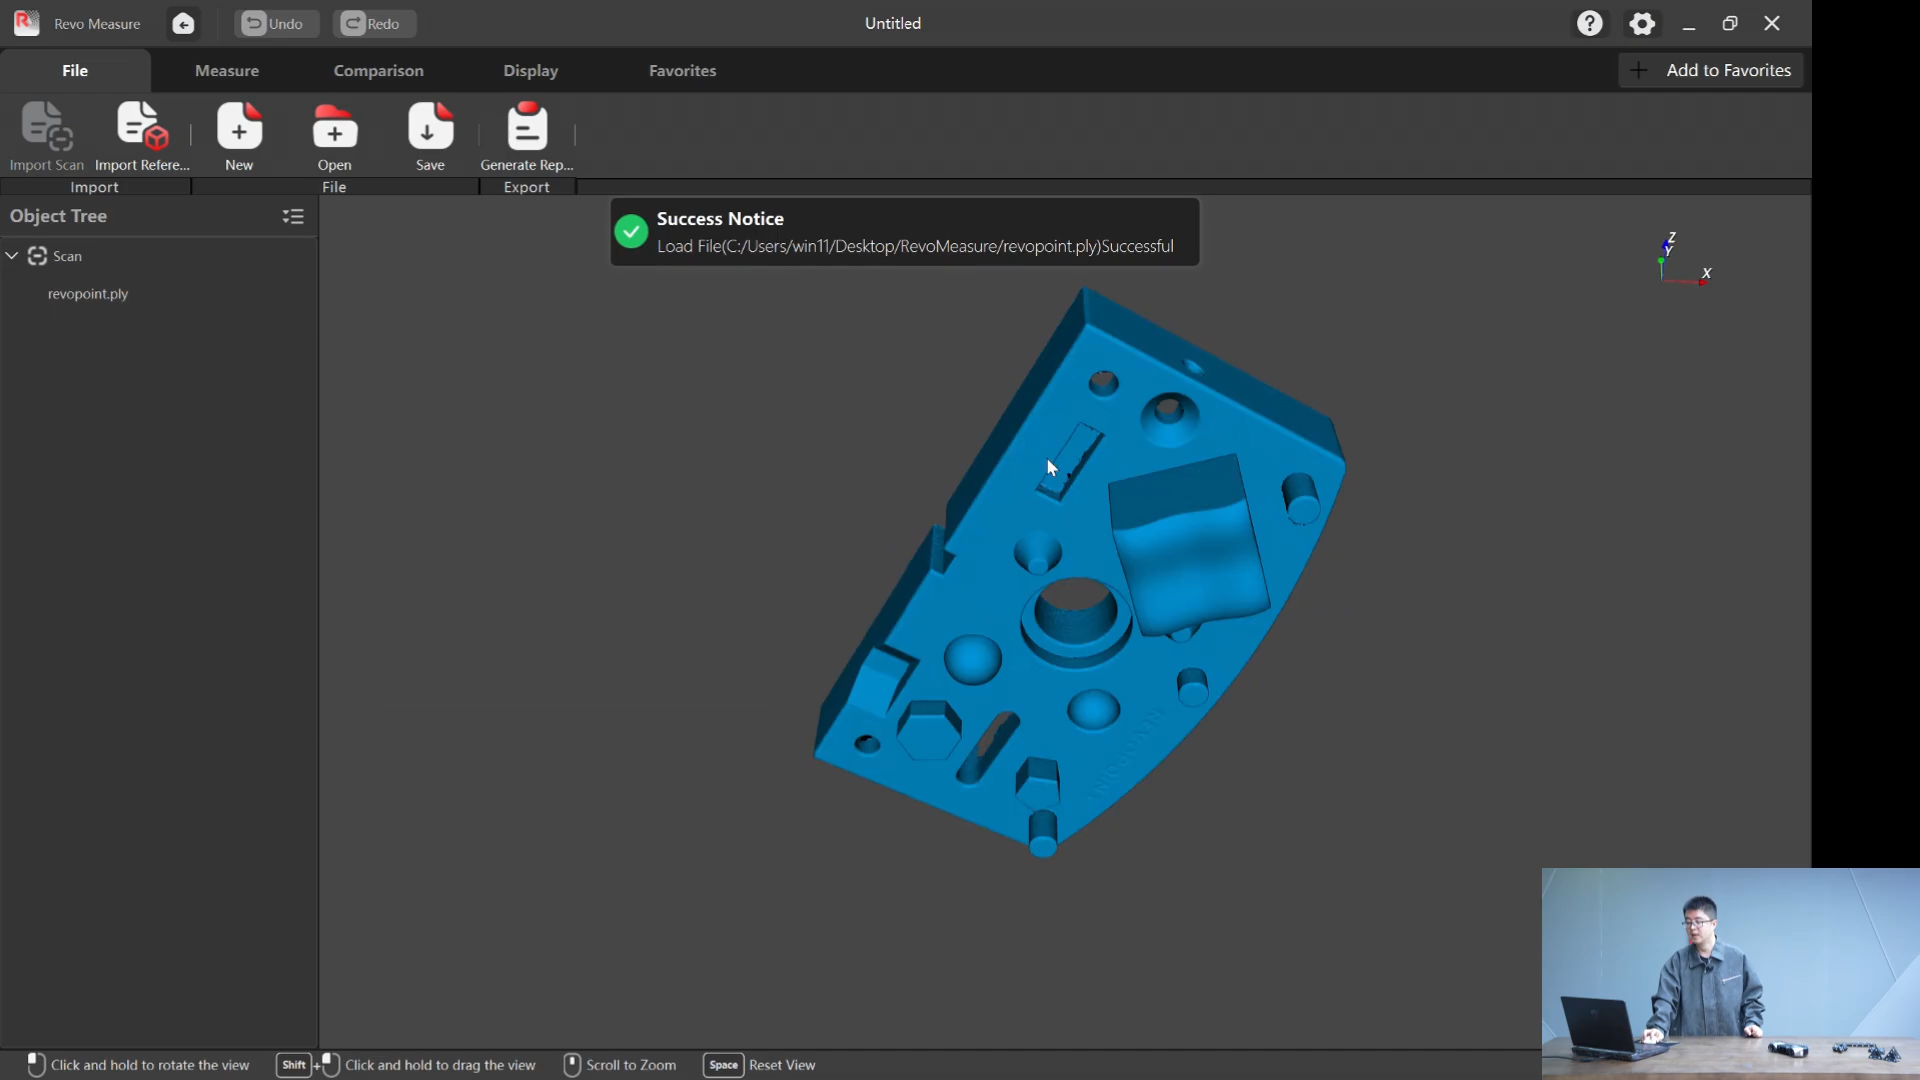 Revo Measure
Undo
Redo
Untitled
File
Measure
Comparison
Display
Favorites
Add to Favorites
Import Scan
Import Refere...
New
Open
Save
Generate Rep...
Import
File
Export
Object Tree
Success Notice
Load File(C:/Users/win11/Desktop/RevoMeasure/revopoint.ply)Successful
Scan
revopoint.ply
Z
Y
X
Click and hold to rotate the view
Shift + Click and hold to drag the view
Scroll to Zoom
Space Reset View